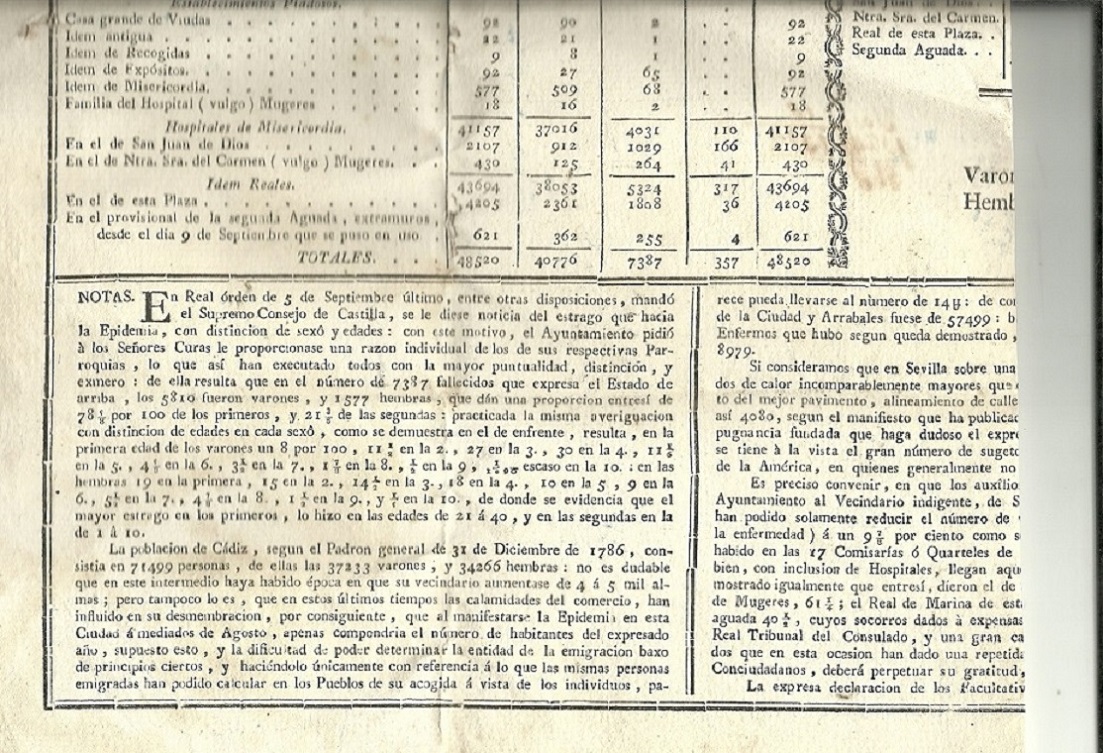 Establecimientos Piadosos.
Casa grande de Viudas 92 90 2 .. 92
Idem antigua 22 21 1 .. 22
Idem de Recogidas 9 8 1 .. 9
Idem de Expósitos. 92 27 65 .. 92
Idem de Misericordia. 577 509 68 .. 577
Familia del Hospital ( vulgo ) Mugeres 18 16 2 .. 18
Hospitales de Misericordia. 41157 37016 4031 110 41157
En el de San Juan de Dios 2107 912 1029 166 2107
En el de Ntra. Sra. del Carmen ( vulgo ) Mugeres. 430 125 264 41 430
Idem Reales. 43694 38053 5324 317 43694
En el de esta Plaza 4205 2361 1808 36 4205
En el provisional de la segunda Aguada , extramuros ,
desde el dia 9 de Septiembre que se puso en uso 621 362 255 4 621
TOTALES. 48520 40776 7387 357 48520
San Juan de Dios
Ntra. Sra. del Carmen.
Real de esta Plaza. .
Segunda Aguada. . .
Varon
Hemb
NOTAS. En Real órden de 5 de Septiembre último, entre otras disposiciones, mandó
el Supremo Consejo de Castilla, se le diese noticia del estrago que hacia
la Epidemia, con distincion de sexô y edades : con este motivo, el Ayuntamiento pidió
à los Señores Curas le proporcionase una razon individual de los de sus respectivas Par-
roquias , lo que así han executado todos con la mayor puntualidad, distinción , y
exmero : de ella resulta que en el número de 7387 fallecidos que expresa el Estado de
arriba , los 5810 fueron varones , y 1577 hembras , que dán una proporcion entresí de
78 por 100 de los primeros , y 21 de las segundas : practicada la misma averiguacion
con distincion de edades en cada sexô , como se demuestra en el de enfrente , resulta , en la
primera edad de los varones un 8 por 100 , 11 en la 2. , 27 en la 3. , 30 en la 4. , 11
en la 5. , 4 en la 6. , 3 en la 7. , 1 en la 8. , en la 9 , escaso en la 10. : en las
hembras 19 en la primera , 15 en la 2. , 14 en la 3. , 18 en la 4. , 10 en la 5 , 9 en la
6. , 5 en la 7. , 4 en la 8. , 1 en la 9. , y en la 10. , de donde se evidencia que el
mayor estrego en los primeros , lo hizo en las edades de 21 á 40 , y en las segundas en la
de 1 á 10.
La poblacion de Cádiz , segun el Padron general de 31 de Diciembre de 1786 , con-
sistia en 71499 personas , de ellas las 37233 varones , y 34266 hembras : no es dudable
que en este intermedio haya habido época en que su vecindario aumentase de 4 á 5 mil al-
mas ; pero tampoco lo es , que en estos últimos tiempos las calamidades del comercio , han
influido en su desmembracion , por consiguiente , que al manifestarse la Epidemia en esta
Ciudad á mediados de Agosto , apenas compondria el número de habitantes del expresado
año , supuesto esto , y la dificultad de poder determinar la entidad de la emigracion baxo
de principios ciertos , y haciéndolo únicamente con referencia á lo que las mismas personas
emigradas han podido calcular en los Pueblos de su acogida á vista de los individuos , pa-
rece pueda llevarse al número de 14 : de co
de la Ciudad y Arrabales fuese de 57499 : b
Enfermos que hubo segun queda demostrado ,
8979.
Si consideramos que en Sevilla sobre una
dos de calor incomparablemente mayores que
to del mejor pavimento , alineamiento de calle
así 4080, segun el manifiesto que ha publicac
pugnancia fundada que haga dudoso el expre
se tiene à la vista el gran número de sugeto
de la América, en quienes generalmente no
Es preciso convenir, en que los auxîlio
Ayuntamiento al Vecindario indigente, de S
han podido solamente reducir el número de
la enfermedad ) á un 9 por ciento como s
habido en las 17 Comisarías ó Quarteles de
bien, con inclusion de Hospitales, llegan aqu
mostrado igualmente que entresí, dieron el de
de Mugeres , 61 ; el Real de Marina de est
aguada 40 , cuyos socorros dados à expensas
Real Tribunal del Consulado, y una gran ca
dos que en esta ocasion han dado una repetida
Conciudadanos , deberá perpetuar su gratitud,
La expresa declaracion de los Facultativ